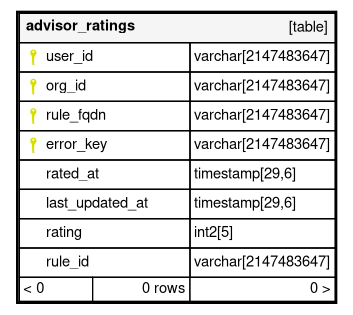 advisor_ratings [table]
user_id varchar[2147483647]
org_id varchar[2147483647]
rule_fqdn varchar[2147483647]
error_key varchar[2147483647]
rated_at timestamp[29,6]
last_updated_at timestamp[29,6]
rating int2[5]
rule_id varchar[2147483647]
< 0 0 rows 0 >